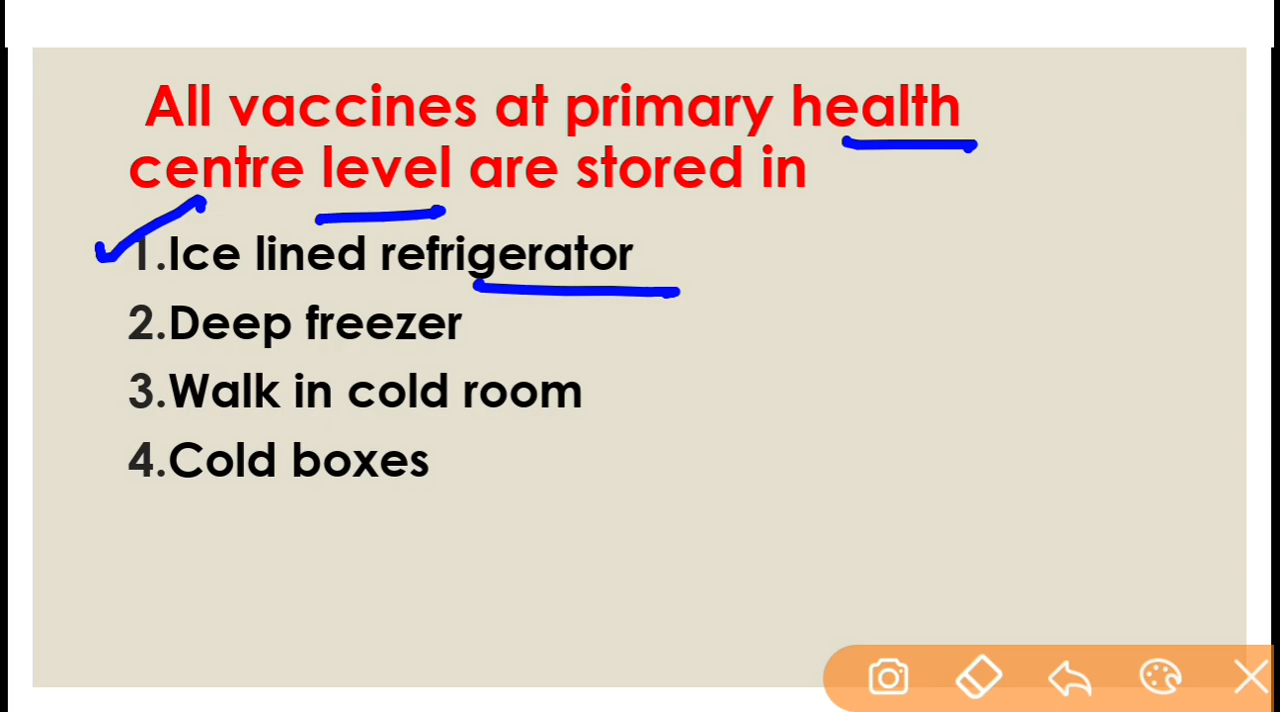 All vaccines at primary health
centre level are stored in
1.Ice lined refrigerator
2.Deep freezer
3.Walk in cold room
4.Cold boxes